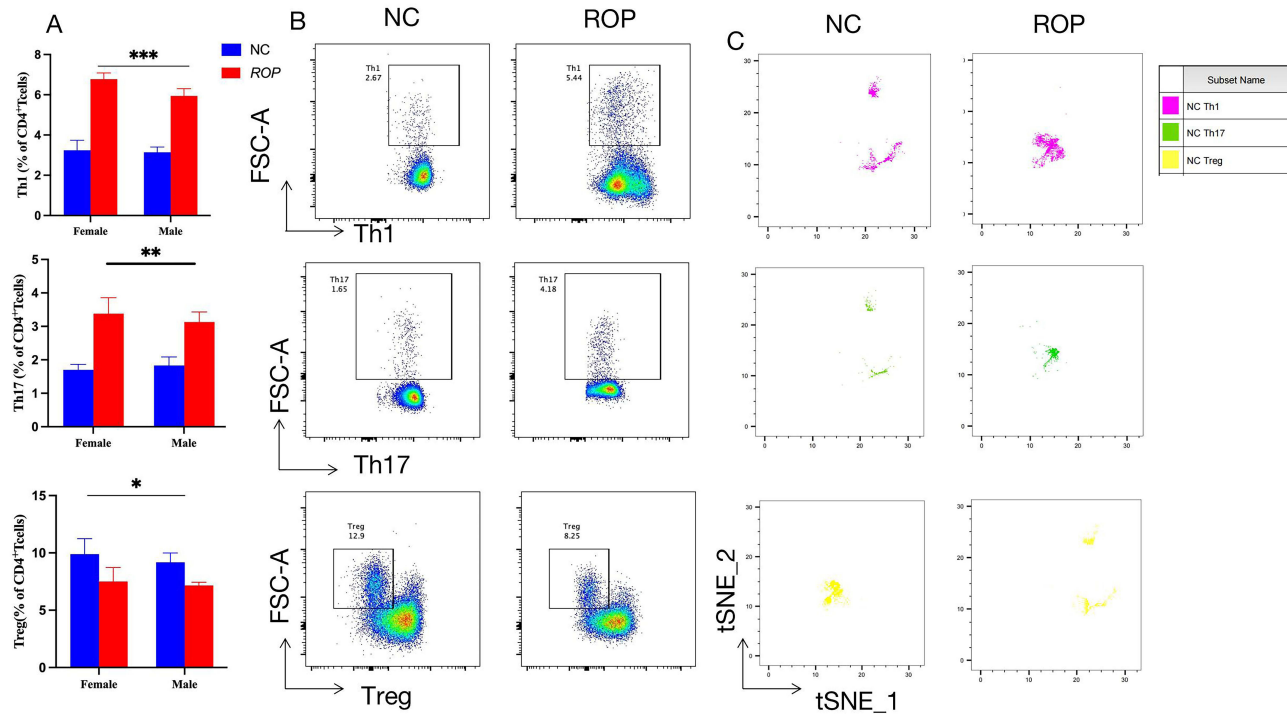 A
NC
ROP
***
Th1 (% of CD4+Tcells)
8
6
4
2
0
Female
Male
**
Th17 (% of CD4+Tcells)
5
4
3
2
1
0
Female
Male
*
Treg(% of CD4+Tcells)
15
10
5
0
Female
Male
B
NC
ROP
FSC-A
Th1
2.67
Th1
5.44
Th1
FSC-A
Th17
1.65
Th17
4.18
Th17
FSC-A
Treg
12.9
Treg
8.25
Treg
C
NC
ROP
30
20
10
0
0
10
20
30
0
10
20
30
30
20
10
0
0
10
20
30
30
20
10
0
0
10
20
30
tSNE_2
30
20
10
0
0
10
20
30
30
20
10
0
0
10
20
30
tSNE_1
Subset Name
NC Th1
NC Th17
NC Treg